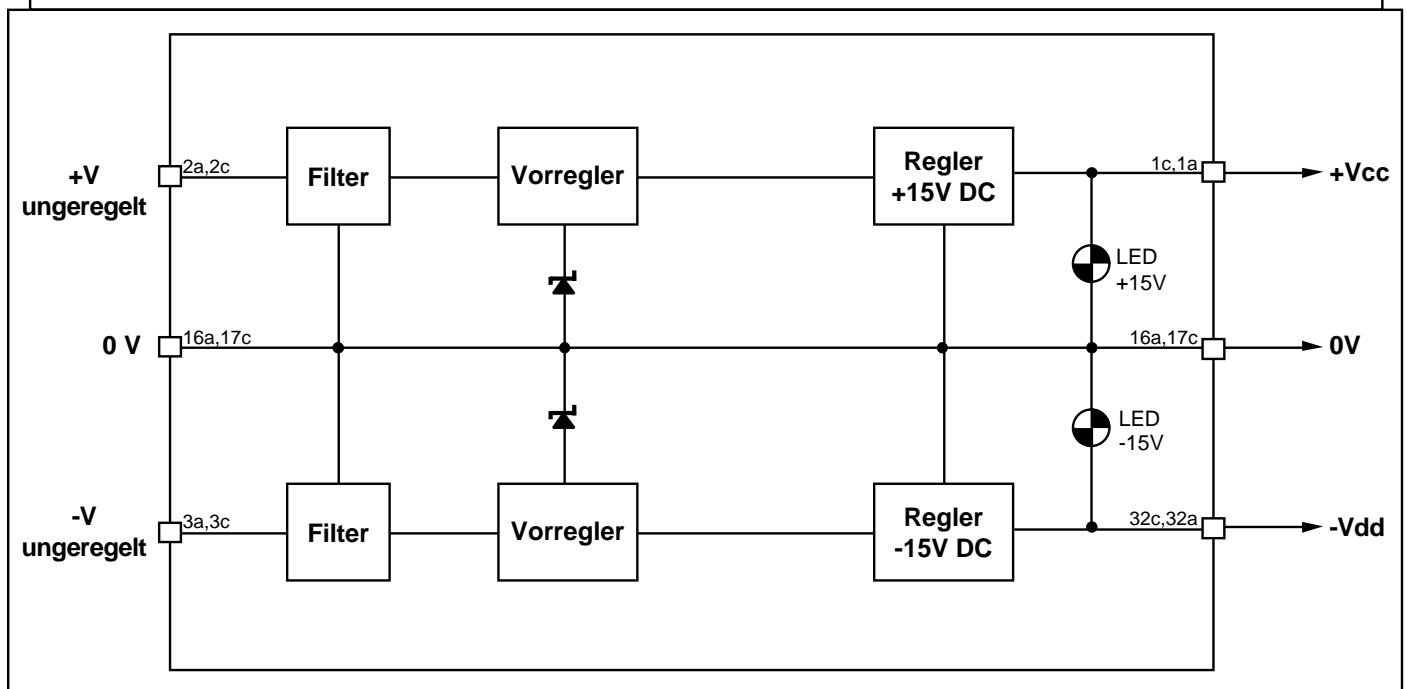 +V
ungeregelt
2a,2c
Filter
Vorregler
Regler
+15V DC
1c,1a
+Vcc
LED
+15V
0 V
16a,17c
16a,17c
0V
LED
-15V
-V
ungeregelt
3a,3c
Filter
Vorregler
Regler
-15V DC
32c,32a
-Vdd